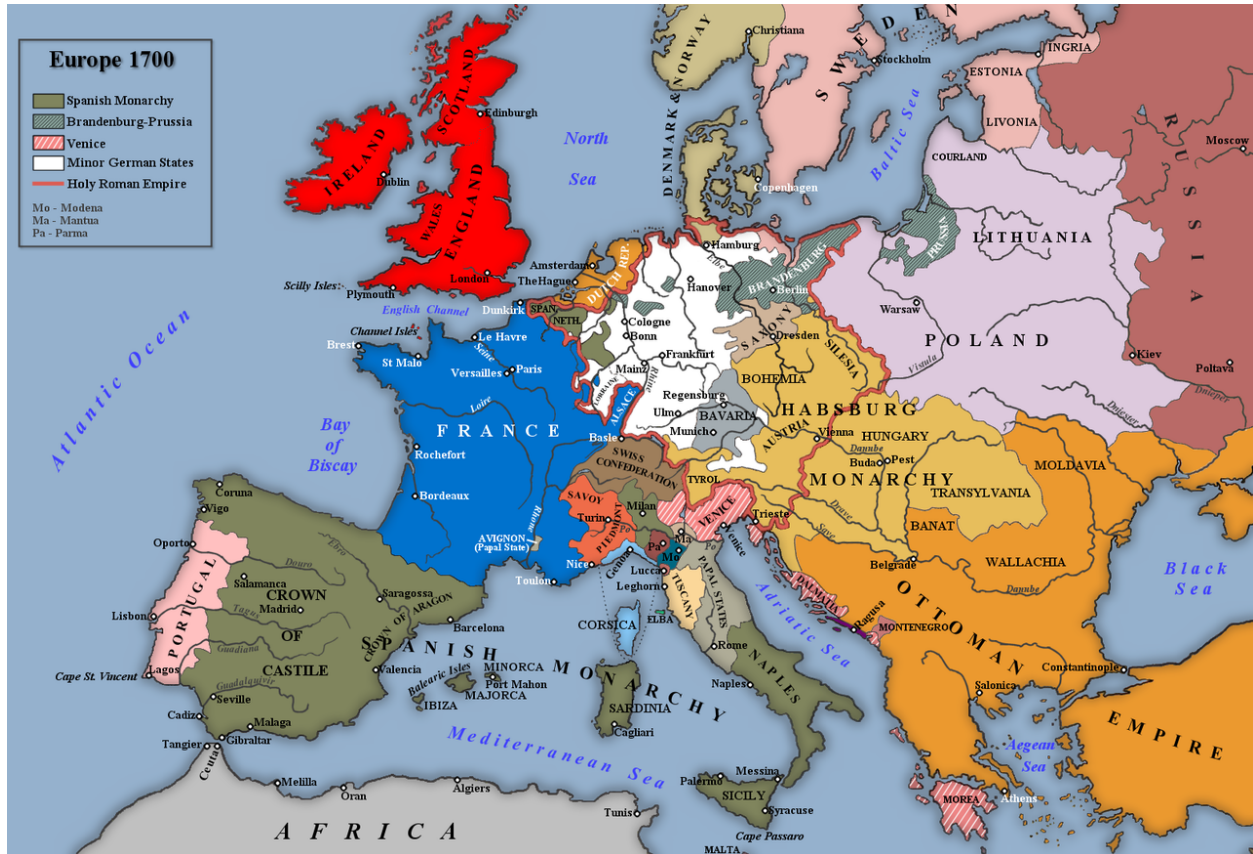 Europe 1700
Spanish Monarchy
Brandenburg-Prussia
Venice
Minor German States
Holy Roman Empire
Mo - Modena
Ma - Mantua
Pa - Parma
SWEDEN
Christiana
Stockholm
INGRIA
ESTONIA
LIVONIA
RUSSIA
Moscow
DENMARK & NORWAY
Baltic Sea
North
Sea
SCOTLAND
Edinburgh
IRELAND
Dublin
WALES
ENGLAND
London
Plymouth
Scilly Isles
English Channel
Channel Isles
COURLAND
Copenhagen
LITHUANIA
PRUSSIA
Hamburg
Elbe
BRANDENBURG
Berlin
Hanover
Amsterdam
The Hague
DUTCH REP.
Dunkirk
SPAN.
NETH.
Cologne
Bonn
Warsaw
POLAND
Vistula
Kiev
Poltava
Dnieper
Dniester
SAXONY
Dresden
SILESIA
Frankfurt
Mainz
Rhine
LORRAINE
ALSACE
BOHEMIA
Regensburg
Ulmo
BAVARIA
Munich
HABSBURG
MONARCHY
AUSTRIA
Vienna
HUNGARY
Danube
Buda
Pest
TRANSYLVANIA
MOLDAVIA
BANAT
WALLACHIA
Danube
Belgrade
Drave
Save
TYROL
Trieste
Atlantic Ocean
Brest
St Malo
Le Havre
Seine
Versailles
Paris
Loire
FRANCE
Bay
of
Biscay
Rochefort
Bordeaux
Basle
SWISS
CONFEDERATION
SAVOY
Turin
PIEDMONT
Milan
Po
VENICE
Venice
Ma
Pa
Mo
Po
Rhone
AVIGNON
(Papal State)
Nice
Toulon
Genoa
Lucca
Leghorn
TUSCANY
PAPAL STATES
Rome
ELBA
CORSICA
Adriatic Sea
DALMATIA
Ragusa
MONTENEGRO
OTTOMAN
EMPIRE
Black
Sea
Constantinople
Salonica
Aegean
Sea
Athens
MOREA
Coruna
Vigo
Oporto
PORTUGAL
Lisbon
Lagos
Cape St. Vincent
Ebro
Douro
Salamanca
CROWN
OF
CASTILE
Madrid
Tagus
Guadiana
Guadalquivir
Seville
Cadiz
Malaga
Gibraltar
Saragossa
CROWN OF ARAGON
Barcelona
Valencia
SPANISH MONARCHY
Balearic Isles
IBIZA
MAJORCA
MINORCA
Port Mahon
SARDINIA
Cagliari
NAPLES
Naples
Mediterranean Sea
Palermo
Messina
SICILY
Syracuse
Cape Passaro
MALTA
Tangier
Ceuta
Melilla
Oran
Algiers
Tunis
AFRICA